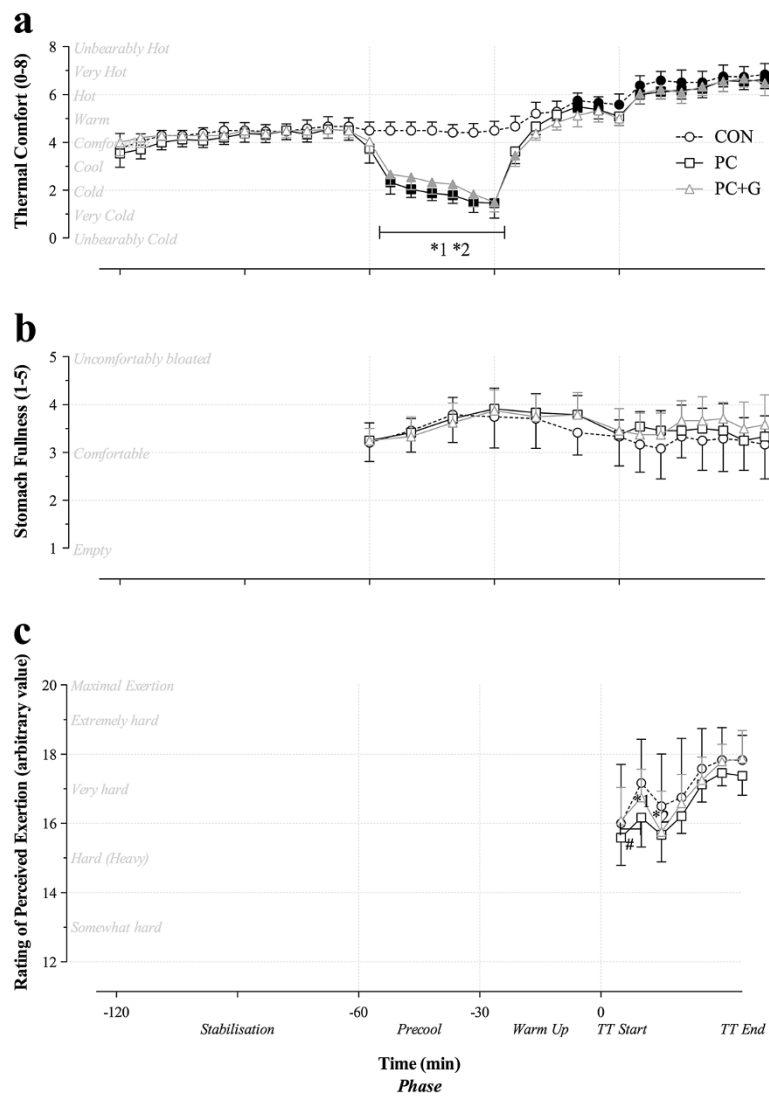 a
Thermal Comfort (0-8)
8
6
4
2
0
Unbearably Hot
Very Hot
Hot
Warm
Comfo
Cool
Cold
Very Cold
Unbearably Cold
*1 *2
CON
PC
PC+G
b
Stomach Fullness (1-5)
5
4
3
2
1
Uncomfortably bloated
Comfortable
Empty
c
Rating of Perceived Exertion (arbitrary value)
20
18
16
14
12
Maximal Exertion
Extremely hard
Very hard
Hard (Heavy)
Somewhat hard
*1
*2
#
-120 -60 -30 0
Stabilisation Precool Warm Up TT Start TT End
Time (min)
Phase